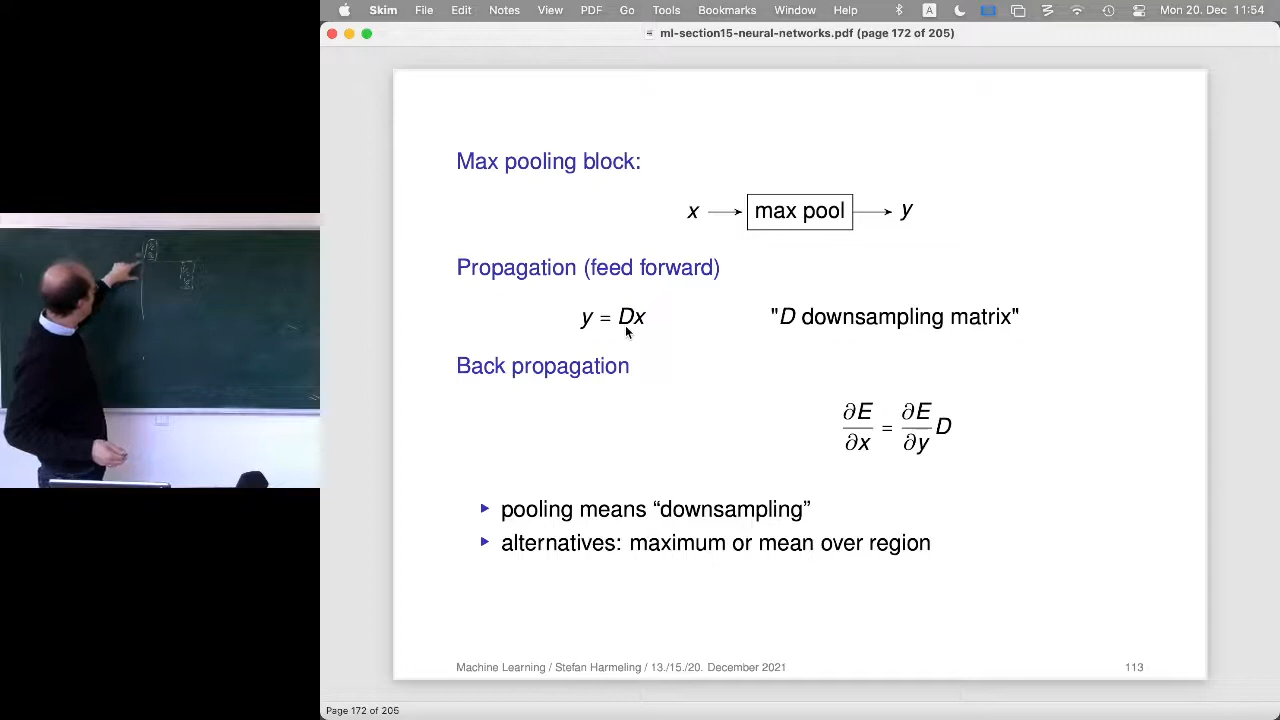 Skim File Edit Notes View PDF Go Tools Bookmarks Window Help A Mon 20. Dec 11:54
ml-section15-neural-networks.pdf (page 172 of 205)
Max pooling block:
x → max pool → y
Propagation (feed forward)
y = Dx "D downsampling matrix"
Back propagation
∂E/∂x = ∂E/∂y D
▸ pooling means “downsampling”
▸ alternatives: maximum or mean over region
Machine Learning / Stefan Harmeling / 13./15./20. December 2021 113
Page 172 of 205